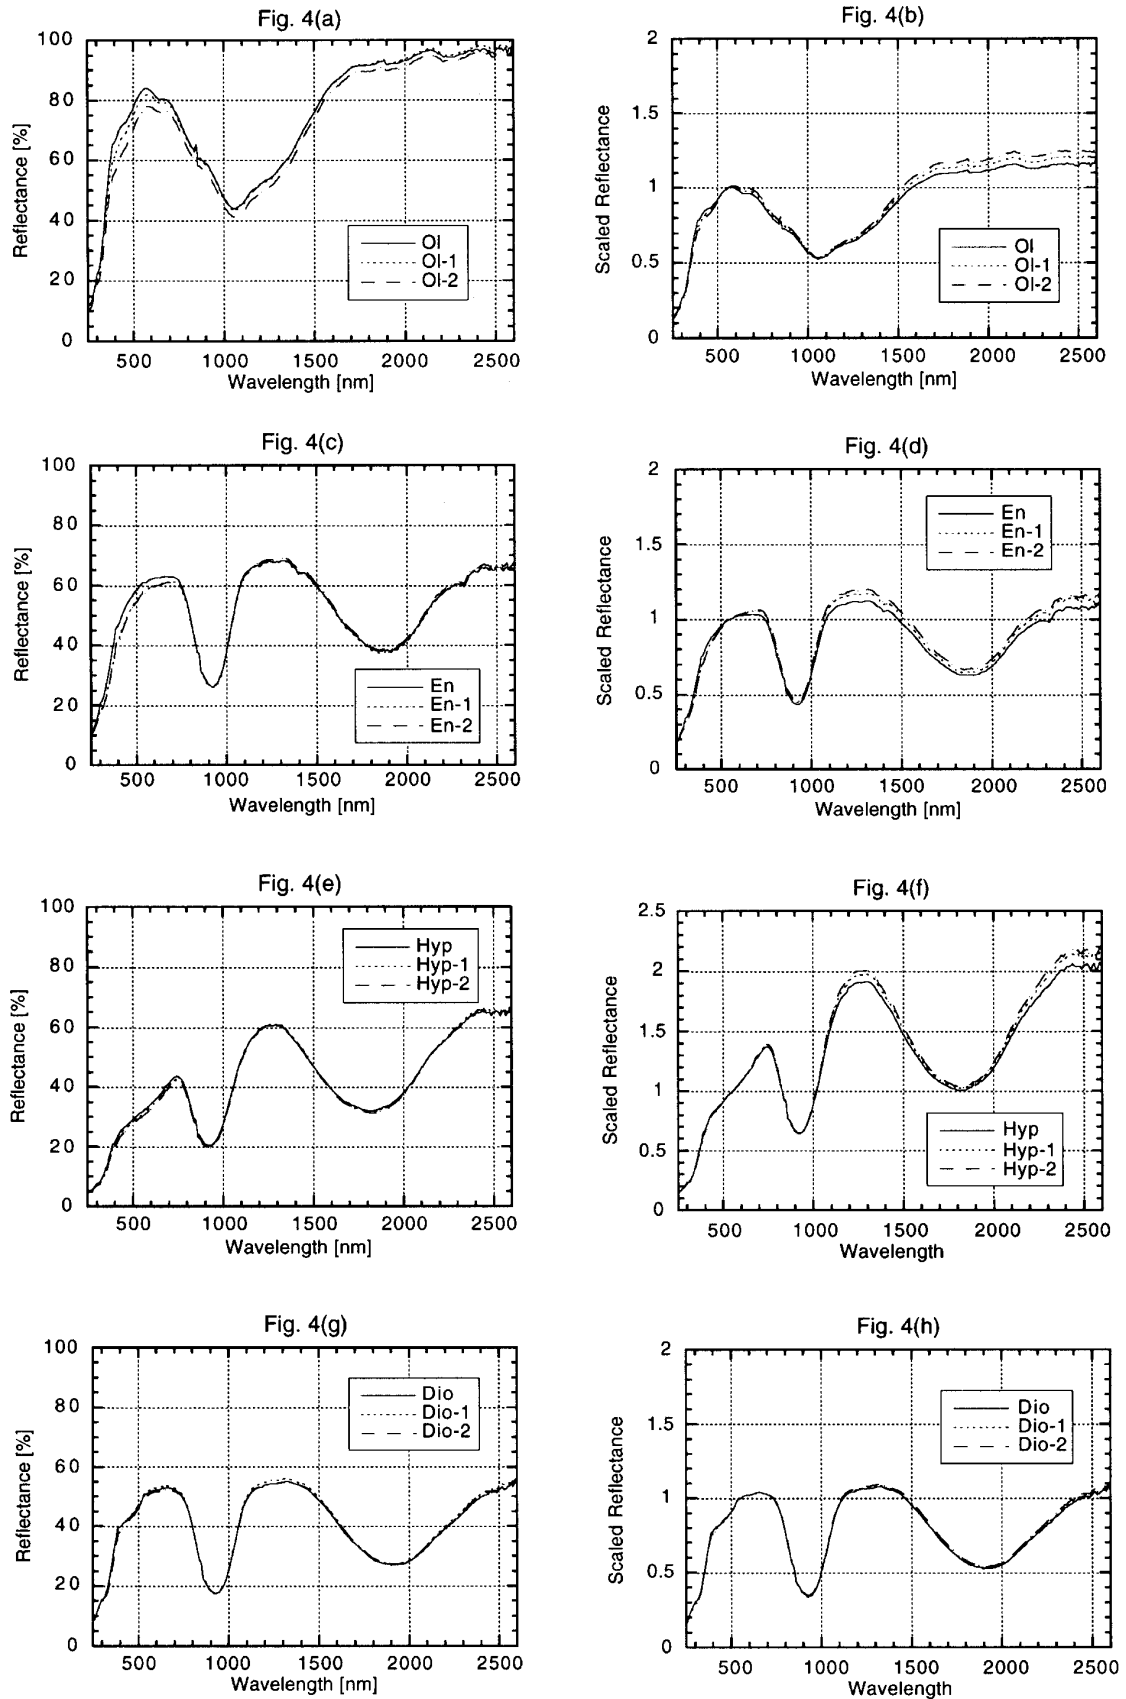 Fig. 4(a)
100
80
60
40
20
0
Reflectance [%]
Ol
Ol-1
Ol-2
500 1000 1500 2000 2500
Wavelength [nm]
Fig. 4(b)
2
1.5
1
0.5
0
Scaled Reflectance
Ol
Ol-1
Ol-2
500 1000 1500 2000 2500
Wavelength [nm]
Fig. 4(c)
100
80
60
40
20
0
Reflectance [%]
En
En-1
En-2
500 1000 1500 2000 2500
Wavelength [nm]
Fig. 4(d)
2
1.5
1
0.5
0
Scaled Reflectance
En
En-1
En-2
500 1000 1500 2000 2500
Wavelength [nm]
Fig. 4(e)
100
80
60
40
20
0
Reflectance [%]
Hyp
Hyp-1
Hyp-2
500 1000 1500 2000 2500
Wavelength [nm]
Fig. 4(f)
2.5
2
1.5
1
0.5
0
Scaled Reflectance
Hyp
Hyp-1
Hyp-2
500 1000 1500 2000 2500
Wavelength
Fig. 4(g)
100
80
60
40
20
0
Reflectance [%]
Dio
Dio-1
Dio-2
500 1000 1500 2000 2500
Wavelength [nm]
Fig. 4(h)
2
1.5
1
0.5
0
Scaled Reflectance
Dio
Dio-1
Dio-2
500 1000 1500 2000 2500
Wavelength